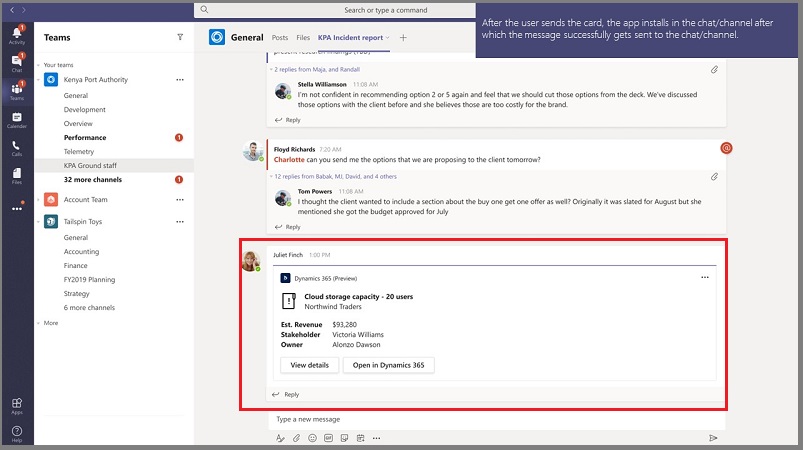 Search or type a command
After the user sends the card, the app installs in the chat/channel after
which the message successfully gets sent to the chat/channel.
Activity
Chat
Teams
Calendar
Calls
Files
Apps
Help
Teams
Your teams
Kenya Port Authority
General
Development
Overview
Performance
Telemetry
KPA Ground staff
32 more channels
Account Team
Tailspin Toys
General
Accounting
Finance
FY2019 Planning
Strategy
6 more channels
More
General Posts Files KPA Incident report
2 replies from Maja, and Randall
Stella Williamson 11:08 AM
I'm not confident in recommending option 2 or 5 again and feel that we should cut those options from the deck. We've discussed
those options with the client before and she believes those are too costly for the brand.
Reply
Floyd Richards 7:20 AM
Charlotte can you send me the options that we are proposing to the client tomorrow?
12 replies from Babak, MJ, David, and 4 others
Tom Powers 11:08 AM
I thought the client wanted to include a section about the buy one get one offer as well? Originally it was slated for August but she
mentioned she got the budget approved for July
Reply
Juliet Finch 1:00 PM
Dynamics 365 (Preview)
Cloud storage capacity - 20 users
Northwind Traders
Est. Revenue $93,280
Stakeholder Victoria Williams
Owner Alonzo Dawson
View details Open in Dynamics 365
Reply
Type a new message